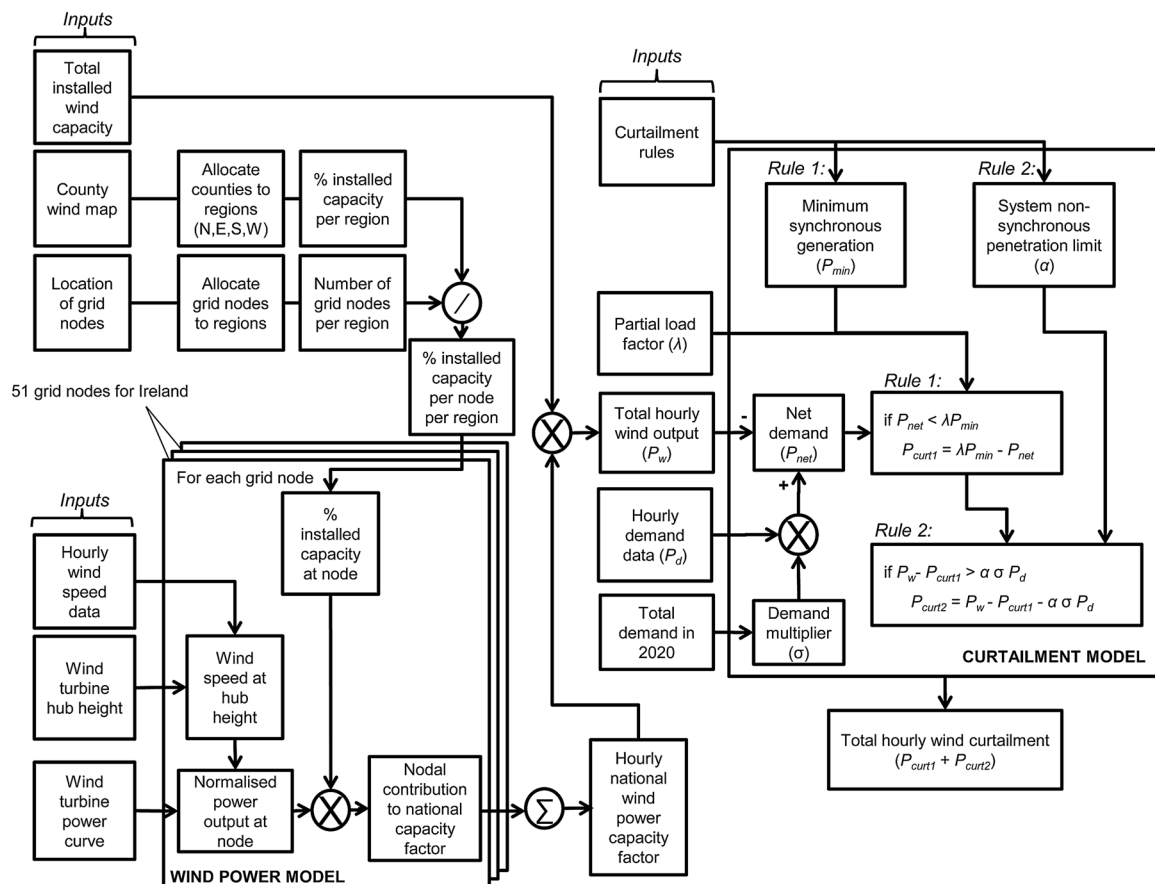 Inputs
Total
installed
wind
capacity
County
wind map
Allocate
counties to
regions
(N,E,S,W)
% installed
capacity
per region
Location
of grid
nodes
Allocate
grid nodes
to regions
Number of
grid nodes
per region
/
% installed
capacity
per node
per region
51 grid nodes for Ireland
For each grid node
%
installed
capacity
at node
Inputs
Hourly
wind
speed
data
Wind
turbine
hub height
Wind
turbine
power
curve
Wind
speed at
hub
height
Normalised
power
output at
node
X
Nodal
contribution
to national
capacity
factor
WIND POWER MODEL
Σ
Hourly
national
wind
power
capacity
factor
X
Inputs
Curtailment
rules
Rule 1:
Minimum
synchronous
generation
(Pmin)
Rule 2:
System non-
synchronous
penetration limit
(α)
Partial load
factor (λ)
Total hourly
wind output
(Pw)
-
Net
demand
(Pnet)
+
Hourly
demand
data (Pd)
X
Total
demand in
2020
Demand
multiplier
(σ)
Rule 1:
if Pnet < λPmin
Pcurt1 = λPmin - Pnet
Rule 2:
if Pw - Pcurt1 > α σ Pd
Pcurt2 = Pw - Pcurt1 - α σ Pd
CURTAILMENT MODEL
Total hourly wind curtailment
(Pcurt1 + Pcurt2)